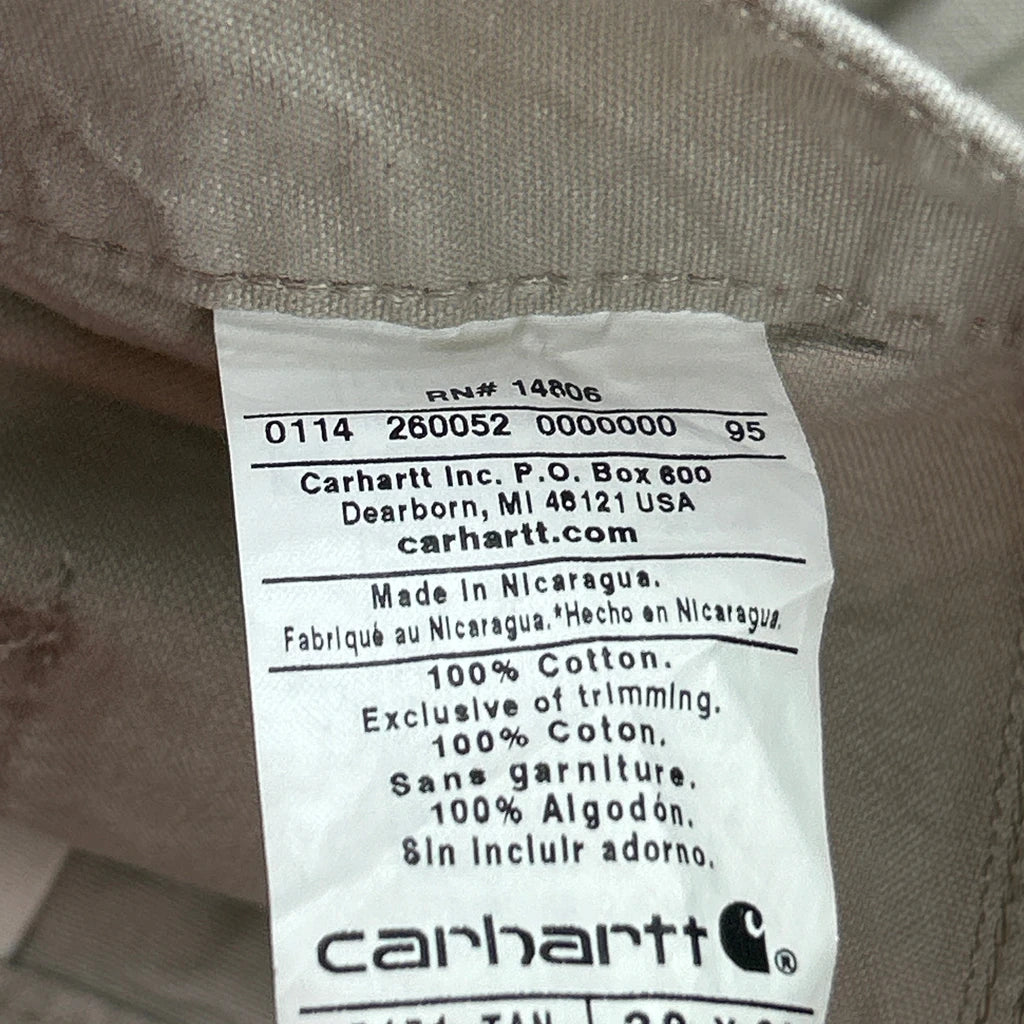 RN# 14806
0114 260052 0000000 95
Carhartt Inc. P.O. Box 600
Dearborn, MI 48121 USA
carhartt.com
Made in Nicaragua.
Fabriqué au Nicaragua.*Hecho en Nicaragua.
100% Cotton.
Exclusive of trimming.
100% Coton.
Sans garniture.
100% Algodón.
Sin incluir adorno.
carhartt ®
TAN